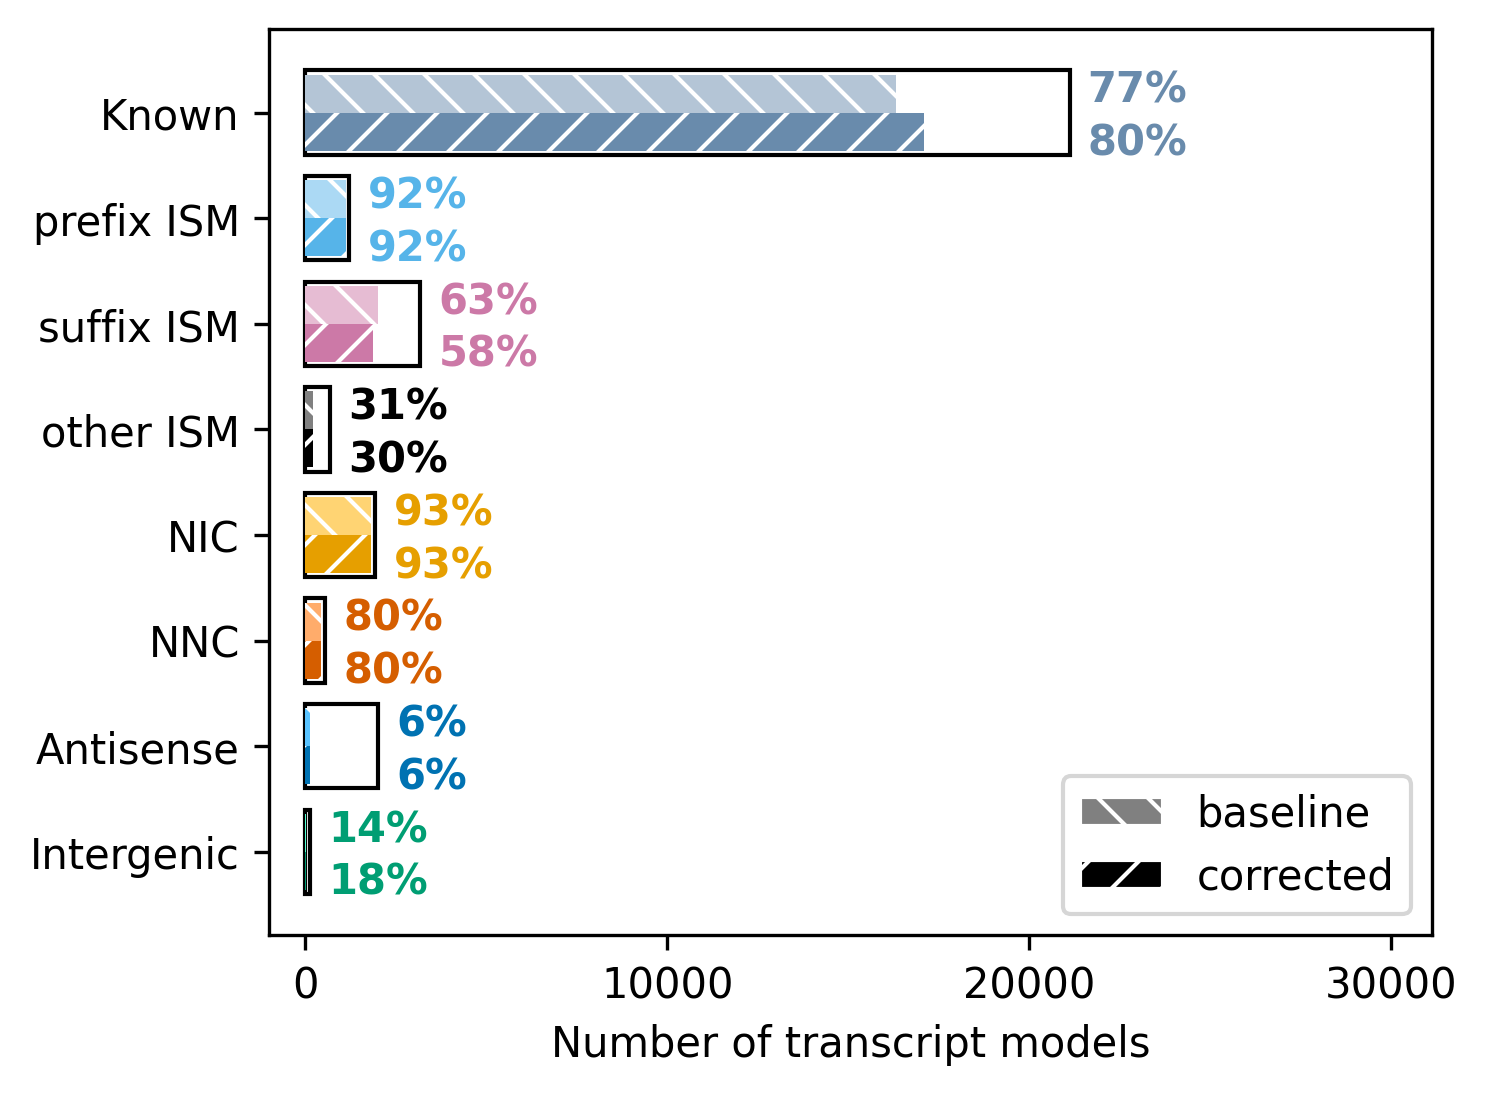 Known
77%
80%
prefix ISM
92%
92%
suffix ISM
63%
58%
other ISM
31%
30%
NIC
93%
93%
NNC
80%
80%
Antisense
6%
6%
Intergenic
14%
18%
baseline
corrected
0 10000 20000 30000
Number of transcript models